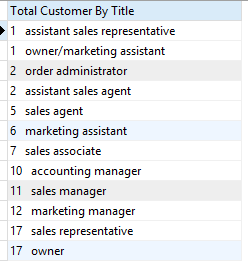 Total Customer By Title
1 assistant sales representative
1 owner/marketing assistant
2 order administrator
2 assistant sales agent
5 sales agent
6 marketing assistant
7 sales associate
10 accounting manager
11 sales manager
12 marketing manager
17 sales representative
17 owner